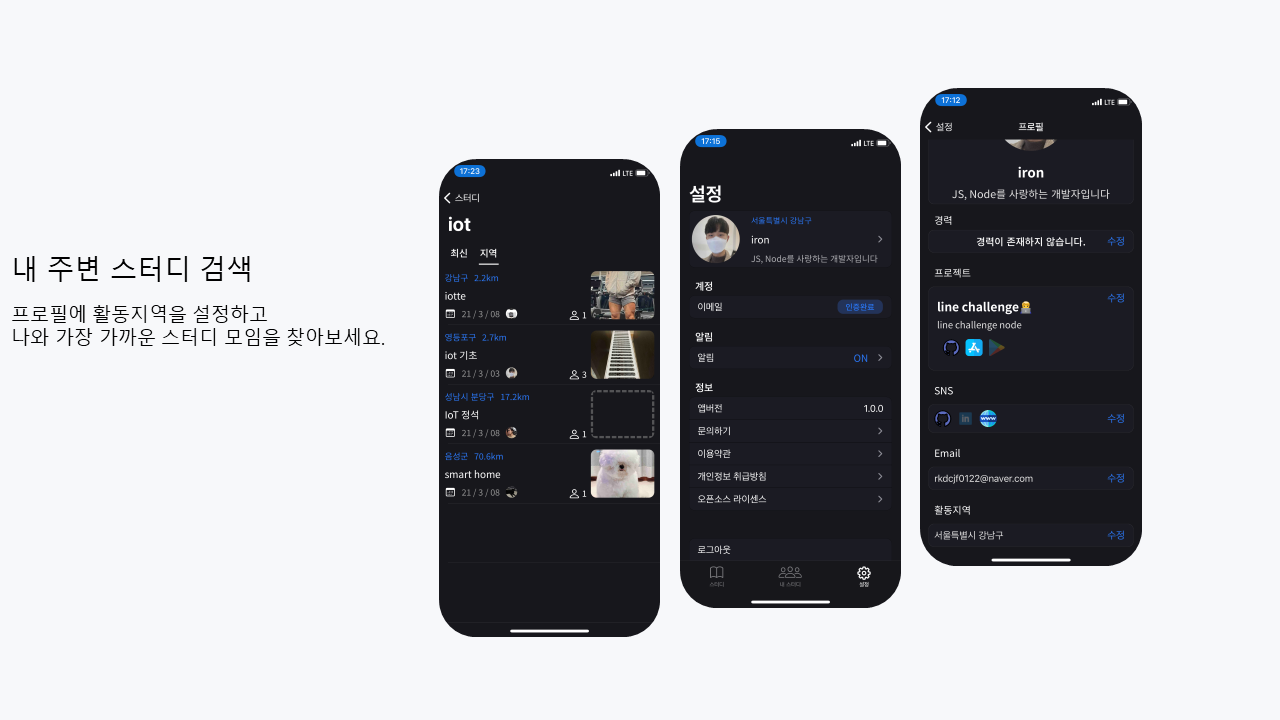 내 주변 스터디 검색
프로필에 활동지역을 설정하고
나와 가장 가까운 스터디 모임을 찾아보세요.
17:23
LTE
스터디
iot
최신 지역
강남구 2.2km
iotte
21 / 3 / 08
1
영등포구 2.7km
iot 기초
21 / 3 / 03
3
성남시 분당구 17.2km
IoT 정석
21 / 3 / 08
1
음성군 70.6km
smart home
21 / 3 / 08
1
17:15
LTE
설정
서울특별시 강남구
iron
JS, Node를 사랑하는 개발자입니다
계정
이메일 인증완료
알림
알림 ON
정보
앱버전 1.0.0
문의하기
이용약관
개인정보 취급방침
오픈소스 라이센스
로그아웃
스터디 내 스터디 설정
17:12
LTE
설정 프로필
iron
JS, Node를 사랑하는 개발자입니다
경력
경력이 존재하지 않습니다. 수정
프로젝트
수정
line challenge
line challenge node
SNS
in www 수정
Email
rkdcjf0122@naver.com 수정
활동지역
서울특별시 강남구 수정